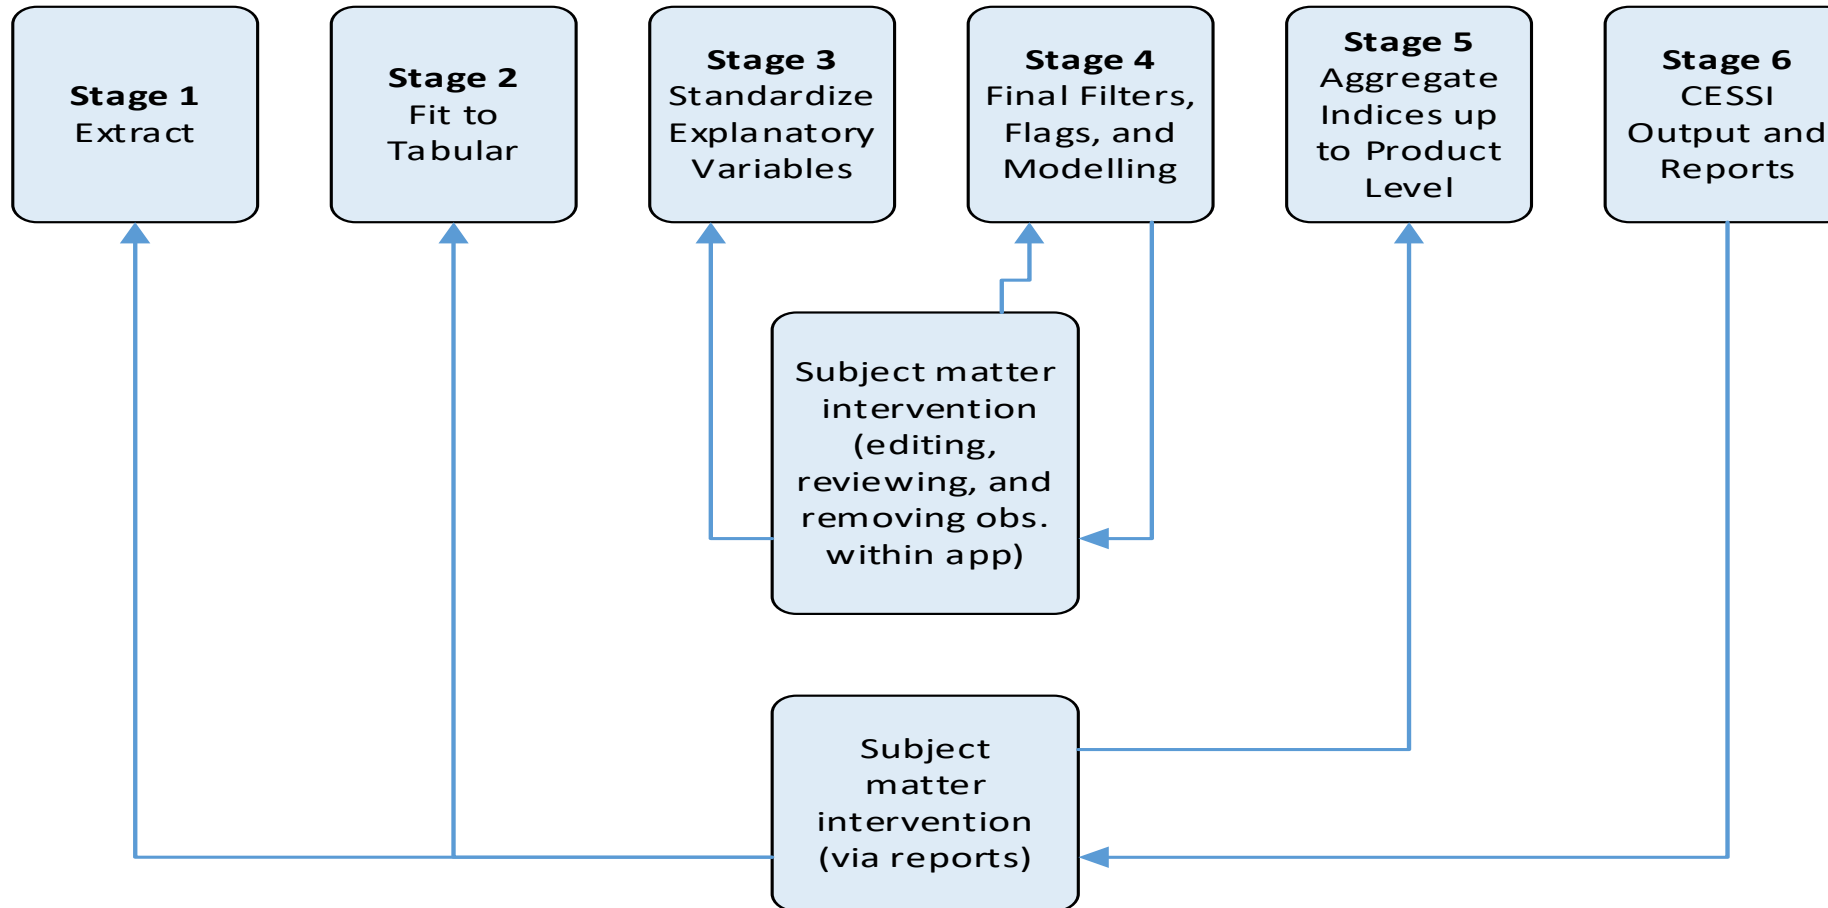 Stage 1
Extract
Stage 2
Fit to
Tabular
Stage 3
Standardize
Explanatory
Variables
Stage 4
Final Filters,
Flags, and
Modelling
Stage 5
Aggregate
Indices up
to Product
Level
Stage 6
CESSI
Output and
Reports
Subject matter
intervention
(editing,
reviewing, and
removing obs.
within app)
Subject
matter
intervention
(via reports)